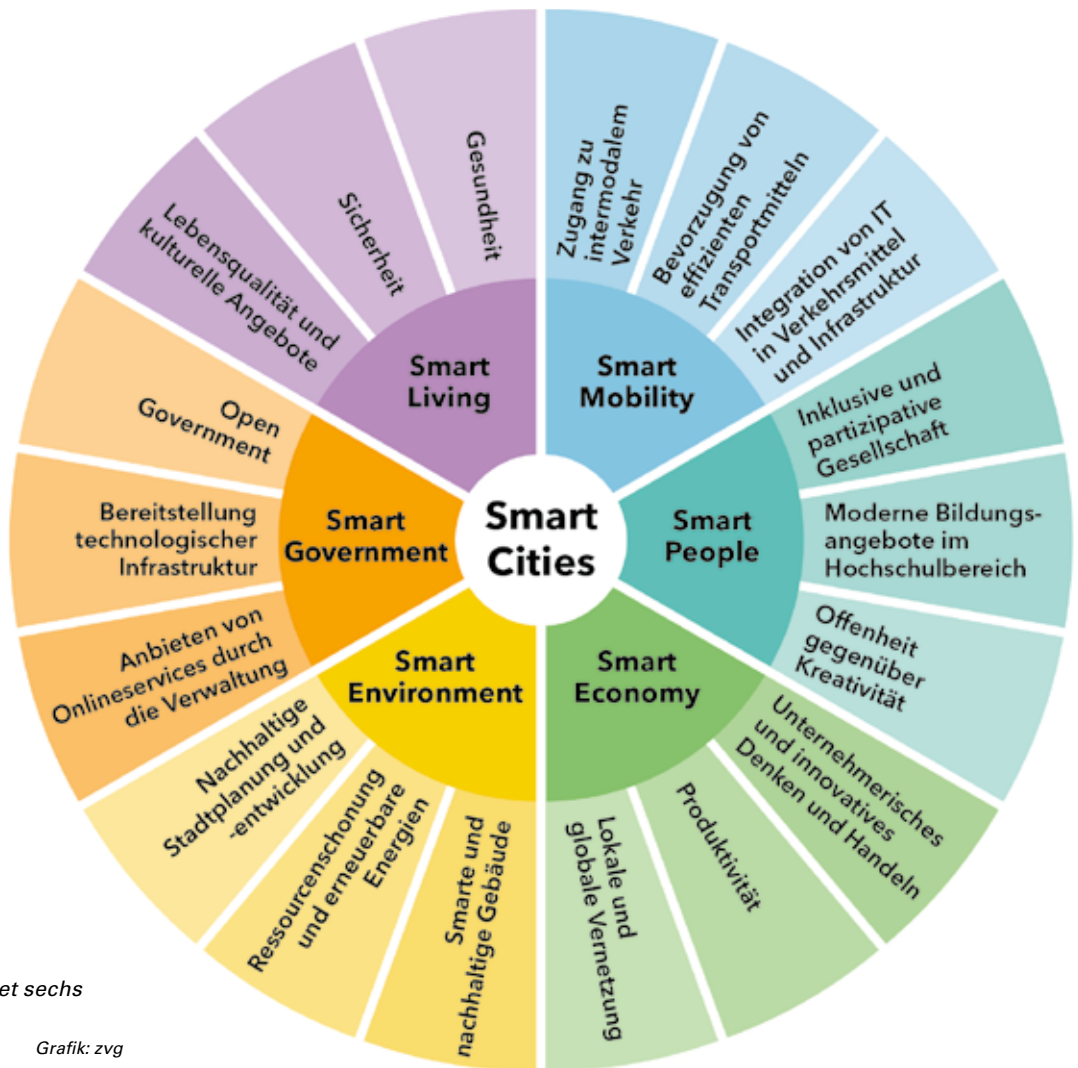 Smart
Cities
Smart
Mobility
Zugang zu
intermodalem
Verkehr
Bevorzugung von
effizienten
Transportmitteln
Integration von IT
in Verkehrsmittel
und Infrastruktur
Smart
People
Inklusive und
partizipative
Gesellschaft
Moderne Bildungs-
angebote im
Hochschulbereich
Offenheit
gegenüber
Kreativität
Smart
Economy
Unternehmerisches
und innovatives
Denken und Handeln
Produktivität
Lokale und
globale Vernetzung
Smart
Environment
Smarte und
nachhaltige Gebäude
Ressourcenschonung
und erneuerbare
Energien
Nachhaltige
Stadtplanung und
-entwicklung
Smart
Government
Anbieten von
Onlineservices durch
die Verwaltung
Bereitstellung
technologischer
Infrastruktur
Open
Government
Smart
Living
Lebensqualität und
kulturelle Angebote
Sicherheit
Gesundheit
et sechs
Grafik: zvg